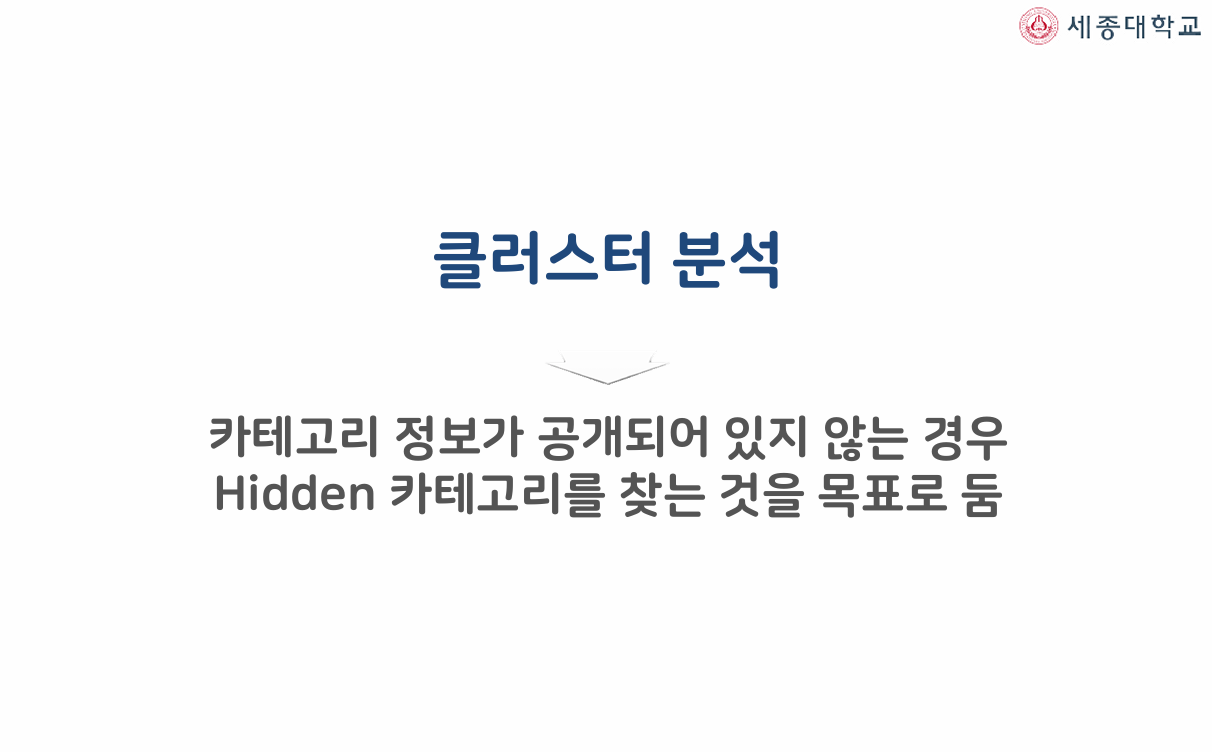 세종대학교
클러스터 분석
카테고리 정보가 공개되어 있지 않는 경우
Hidden 카테고리를 찾는 것을 목표로 둠